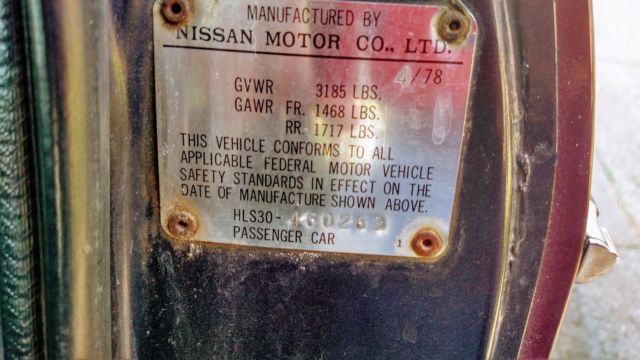 MANUFACTURED BY
NISSAN MOTOR CO., LTD.
4/78
GVWR 3185 LBS.
GAWR FR. 1468 LBS.
RR. 1717 LBS.
THIS VEHICLE CONFORMS TO ALL
APPLICABLE FEDERAL MOTOR VEHICLE
SAFETY STANDARDS IN EFFECT ON THE
DATE OF MANUFACTURE SHOWN ABOVE.
HLS30-460263
PASSENGER CAR 1